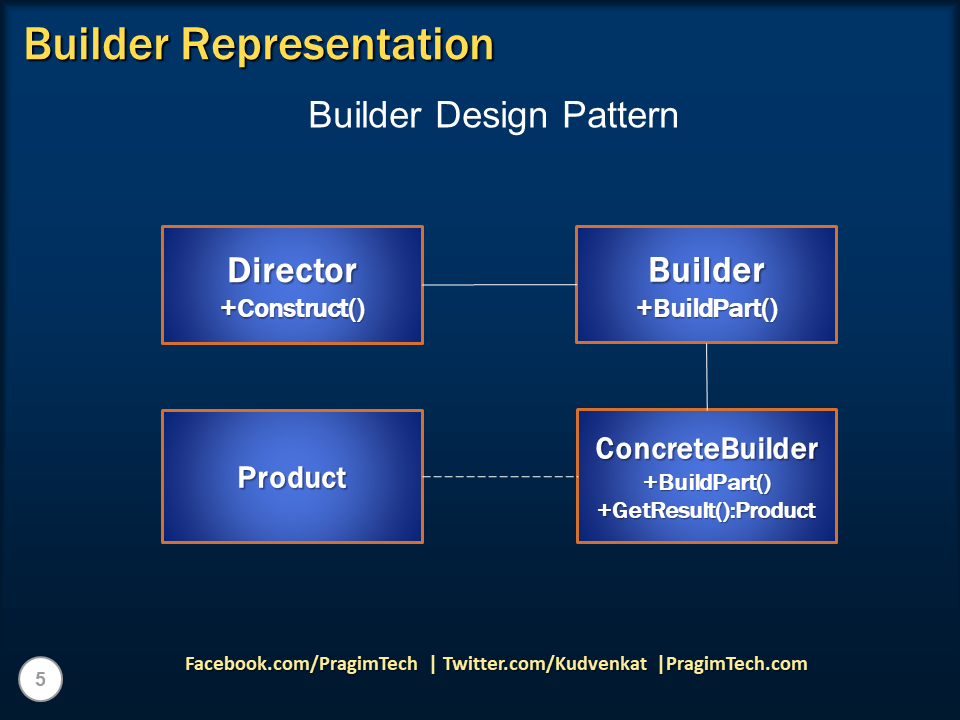 Builder Representation
Builder Design Pattern
Director
+Construct()
Builder
+BuildPart()
Product
ConcreteBuilder
+BuildPart()
+GetResult():Product
Facebook.com/PragimTech | Twitter.com/Kudvenkat |PragimTech.com
5